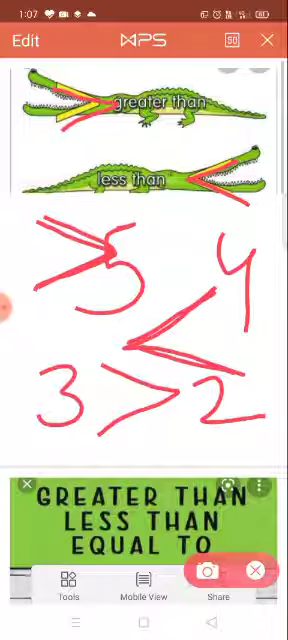 1:07
Edit
WPS
50
greater than
less than
> 5 < 4
3 > 2
GREATER THAN
LESS THAN
EQUAL TO
Tools Mobile View Share